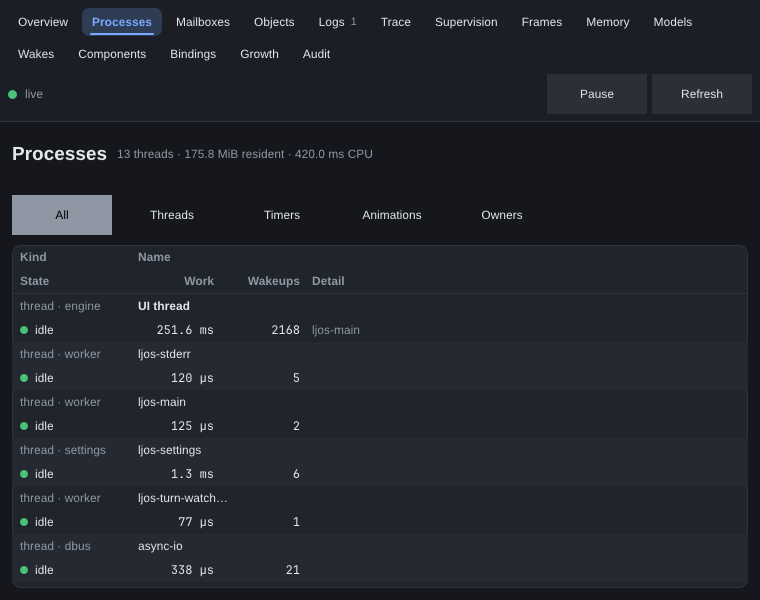 Overview Processes Mailboxes Objects Logs 1 Trace Supervision Frames Memory Models
Wakes Components Bindings Growth Audit
live Pause Refresh
Processes 13 threads · 175.8 MiB resident · 420.0 ms CPU
All Threads Timers Animations Owners
Kind Name
State Work Wakeups Detail
thread · engine UI thread
idle 251.6 ms 2168 ljos-main
thread · worker ljos-stderr
idle 120 µs 5
thread · worker ljos-main
idle 125 µs 2
thread · settings ljos-settings
idle 1.3 ms 6
thread · worker ljos-turn-watch…
idle 77 µs 1
thread · dbus async-io
idle 338 µs 21